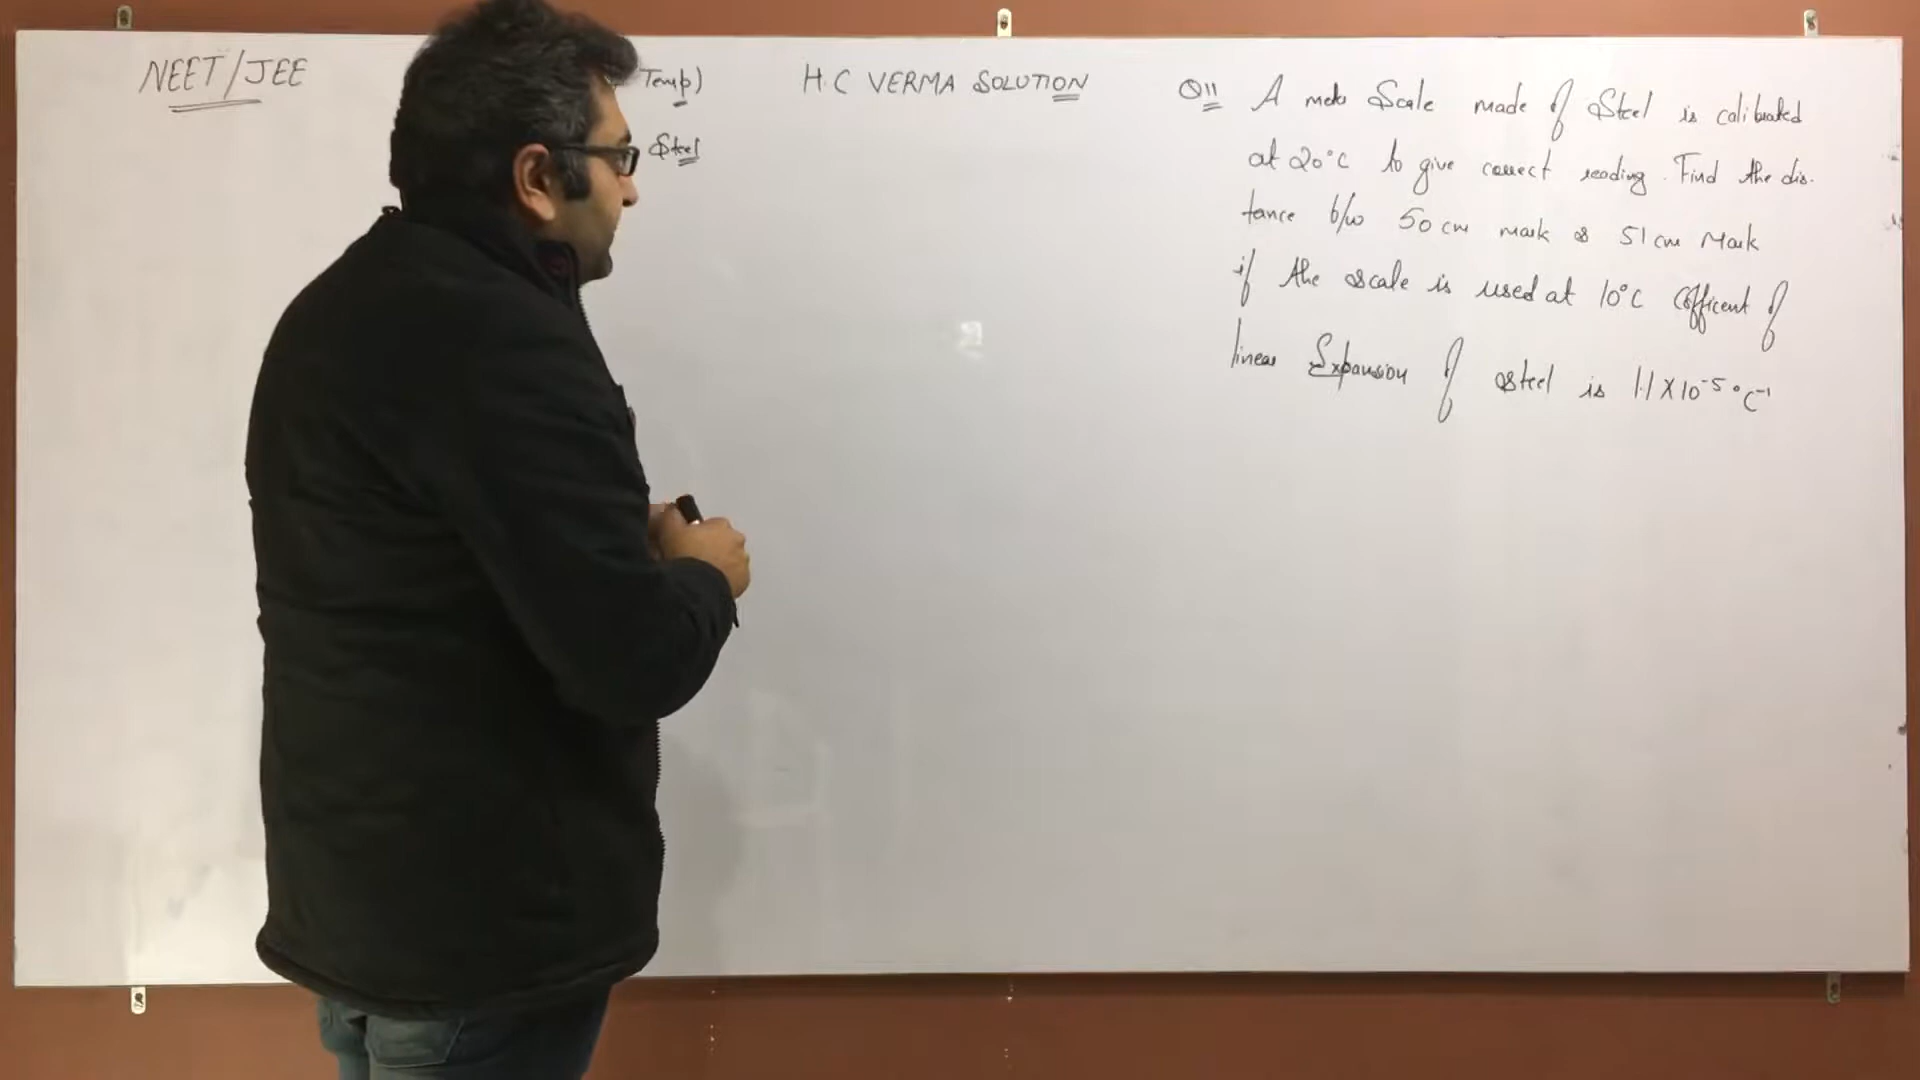 NEET/JEE
Temp)
Steel
H.C VERMA SOLUTION
Q11 A metr Scale made of Steel is calibrated
at 20°C to give correct reading. Find the dis-
tance b/w 50 cm mark & 51 cm Mark
if the scale is used at 10°C Cofficent of
linear Expansion of steel is 1.1 X 10⁻⁵ °C⁻¹